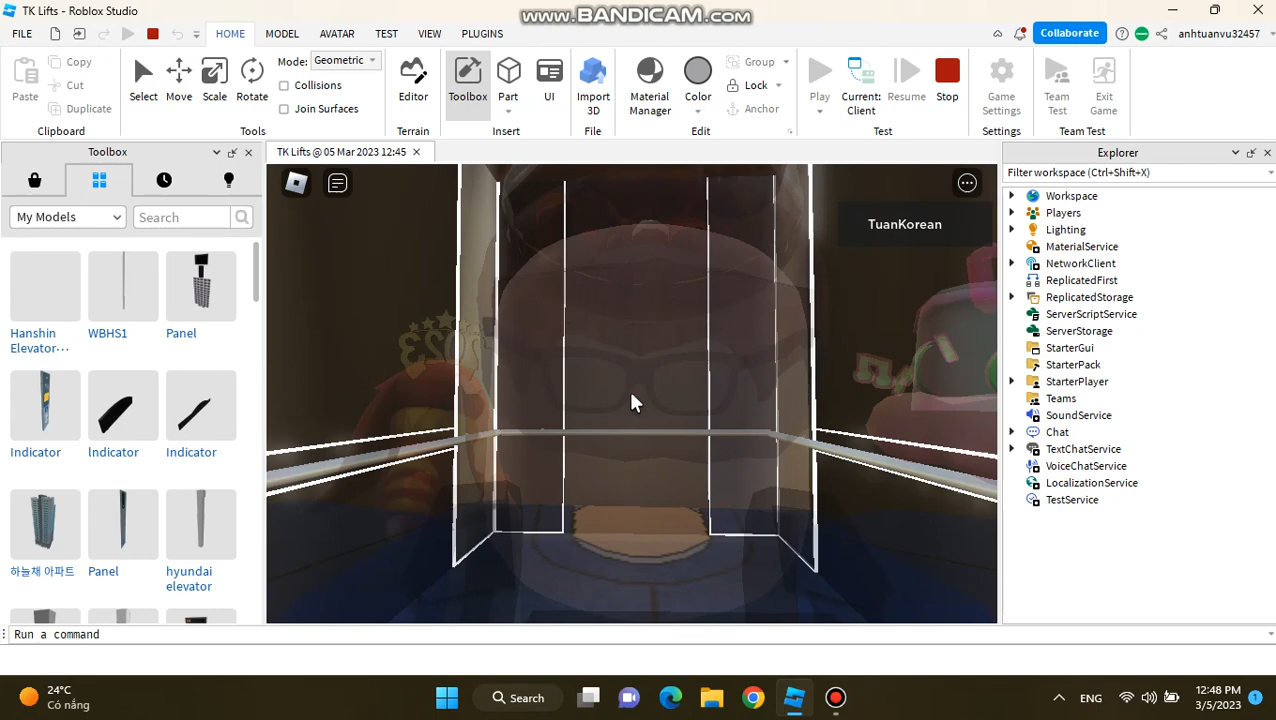 TK Lifts - Roblox Studio
www.BANDICAM.com
FILE
HOME
MODEL
AVATAR
TEST
VIEW
PLUGINS
Collaborate
anhtuanvu32457
Paste
Copy
Cut
Duplicate
Clipboard
Select
Move
Scale
Rotate
Tools
Mode: Geometric
Collisions
Join Surfaces
Editor
Terrain
Toolbox
Part
UI
Insert
Import
3D
File
Material
Manager
Color
Group
Lock
Anchor
Edit
Play
Current:
Client
Resume
Stop
Test
Game
Settings
Settings
Team
Test
Exit
Game
Team Test
Toolbox
My Models
Search
Hanshin
Elevator···
WBHS1
Panel
Indicator
Indicator
Indicator
하늘채 아파트
Panel
hyundai
elevator
TK Lifts @ 05 Mar 2023 12:45
TuanKorean
2023
Explorer
Filter workspace (Ctrl+Shift+X)
Workspace
Players
Lighting
MaterialService
NetworkClient
ReplicatedFirst
ReplicatedStorage
ServerScriptService
ServerStorage
StarterGui
StarterPack
StarterPlayer
Teams
SoundService
Chat
TextChatService
VoiceChatService
LocalizationService
TestService
Run a command
24°C
Có nắng
Search
ENG
12:48 PM
3/5/2023
1